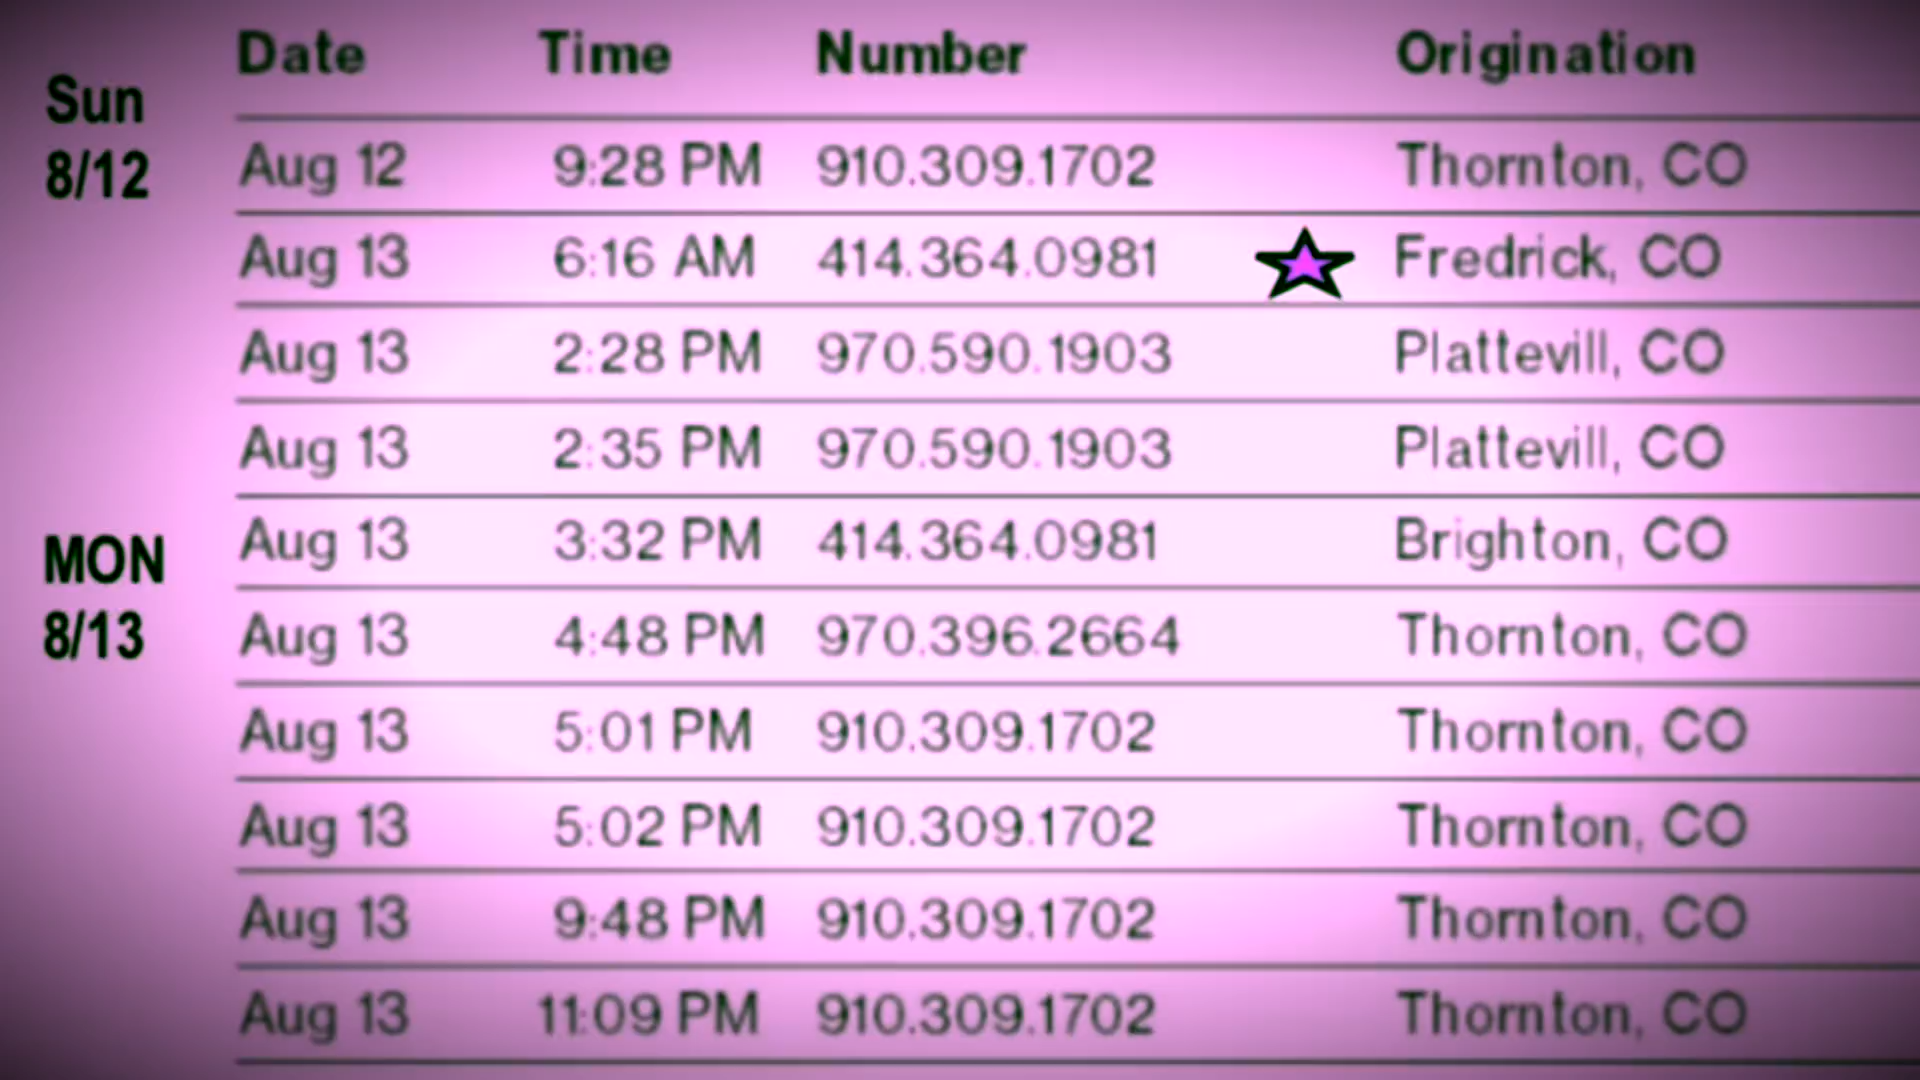 Date Time Number Origination
Sun
8/12
Aug 12 9:28 PM 910.309.1702 Thornton, CO
Aug 13 6:16 AM 414.364.0981 Fredrick, CO
Aug 13 2:28 PM 970.590.1903 Plattevill, CO
Aug 13 2:35 PM 970.590.1903 Plattevill, CO
MON
8/13
Aug 13 3:32 PM 414.364.0981 Brighton, CO
Aug 13 4:48 PM 970.396.2664 Thornton, CO
Aug 13 5:01 PM 910.309.1702 Thornton, CO
Aug 13 5:02 PM 910.309.1702 Thornton, CO
Aug 13 9:48 PM 910.309.1702 Thornton, CO
Aug 13 11:09 PM 910.309.1702 Thornton, CO